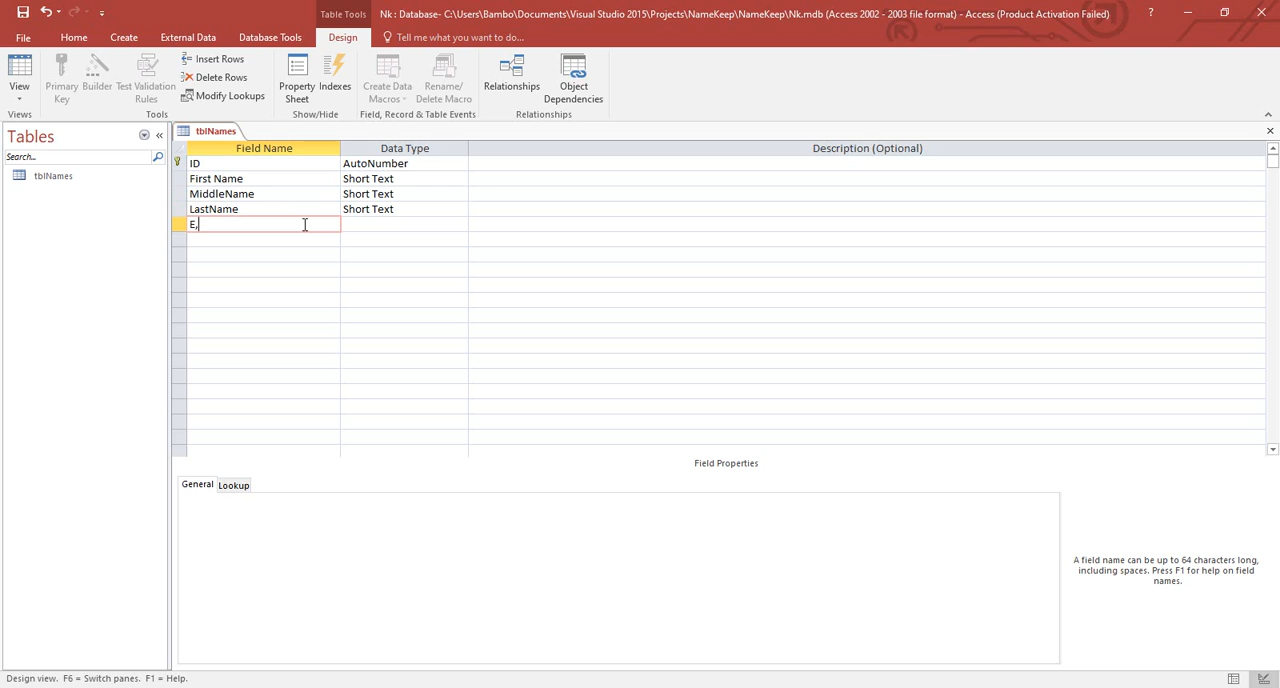 Table Tools
Nk : Database- C:\Users\Bambo\Documents\Visual Studio 2015\Projects\NameKeep\NameKeep\Nk.mdb (Access 2002 - 2003 file format) - Access (Product Activation Failed)
?
File Home Create External Data Database Tools Design Tell me what you want to do...
View
Primary Key
Builder
Test Validation Rules
Insert Rows
Delete Rows
Modify Lookups
Property Sheet
Indexes
Create Data Macros
Rename/ Delete Macro
Relationships
Object Dependencies
Views Tools Show/Hide Field, Record & Table Events Relationships
Tables
Search...
tblNames
tblNames
Field Name Data Type Description (Optional)
ID AutoNumber
First Name Short Text
MiddleName Short Text
LastName Short Text
E,
Field Properties
General Lookup
A field name can be up to 64 characters long,
including spaces. Press F1 for help on field
names.
Design view. F6 = Switch panes. F1 = Help.